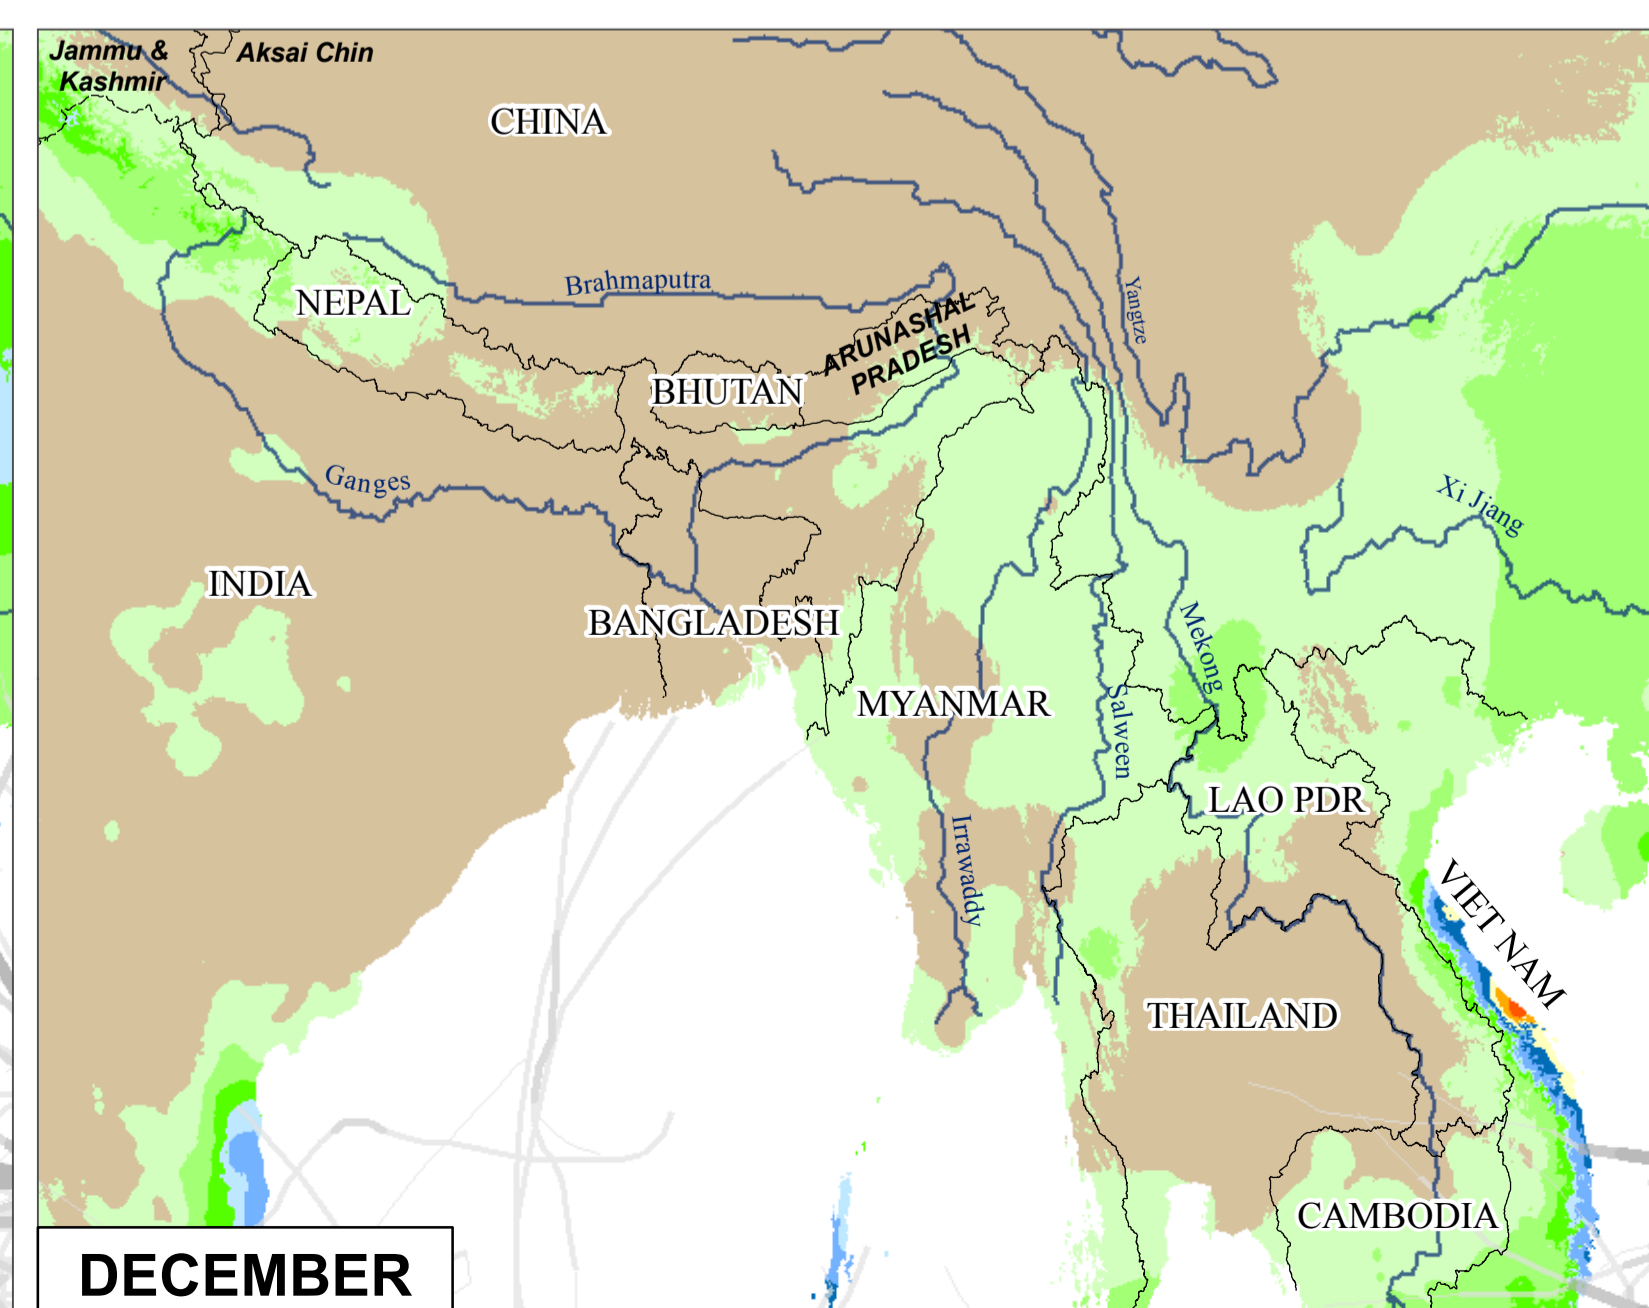 Jammu &
Kashmir
Aksai Chin
CHINA
Brahmaputra
Yangtze
NEPAL
ARUNASHAL
PRADESH
BHUTAN
Ganges
Xi Jjang
INDIA
BANGLADESH
Mekong
MYANMAR
Salween
LAO PDR
Irrawaddy
VIET NAM
THAILAND
CAMBODIA
DECEMBER